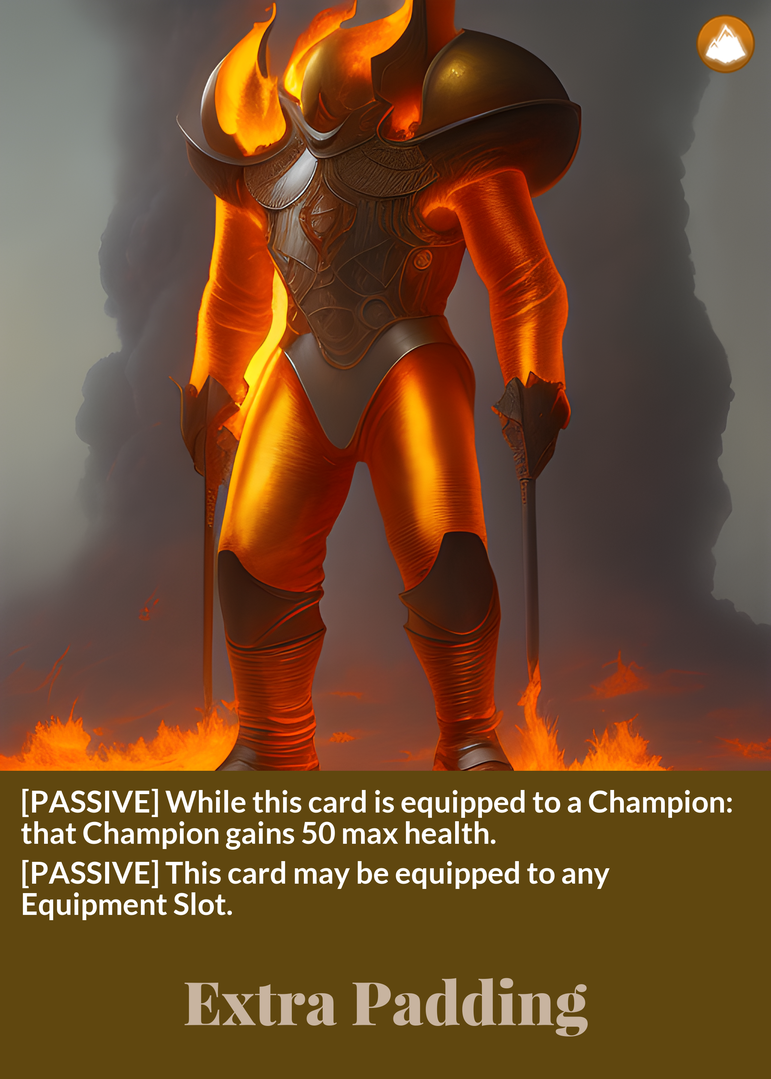 [PASSIVE] While this card is equipped to a Champion:
that Champion gains 50 max health.
[PASSIVE] This card may be equipped to any
Equipment Slot.
Extra Padding